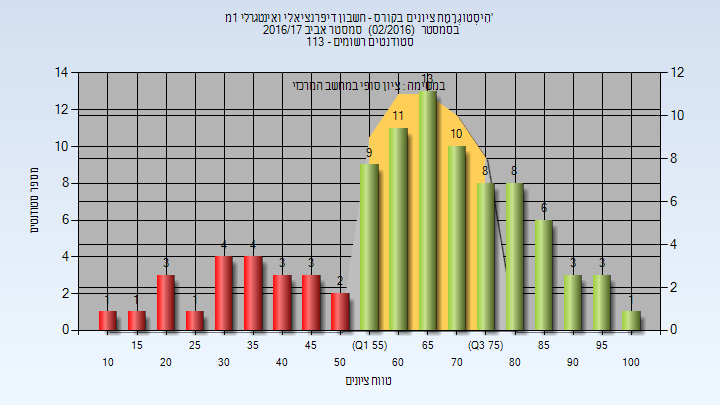 היסטוגרמת ציונים בקורס - חשבון דיפרנציאלי ואינטגרלי 1מ'
בסמסטר (02/2016) סמסטר אביב 2016/17
סטודנטים רשומים - 113
במשימה : ציון סופי במחשב המרכזי
מספר סטודנטים
14 12 10 8 6 4 2 0
12 10 8 6 4 2 0
1 1 3 1 4 4 3 3 2 9 11 13 10 8 8 6 3 3 1
15 25 35 45 (Q1 55) 65 (Q3 75) 85 95
10 20 30 40 50 60 70 80 90 100
טווח ציונים